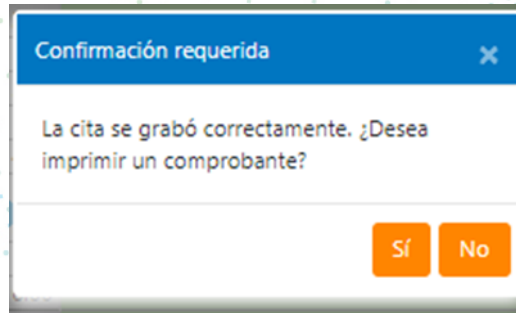 Confirmación requerida
×
La cita se grabó correctamente. ¿Desea
imprimir un comprobante?
Sí No